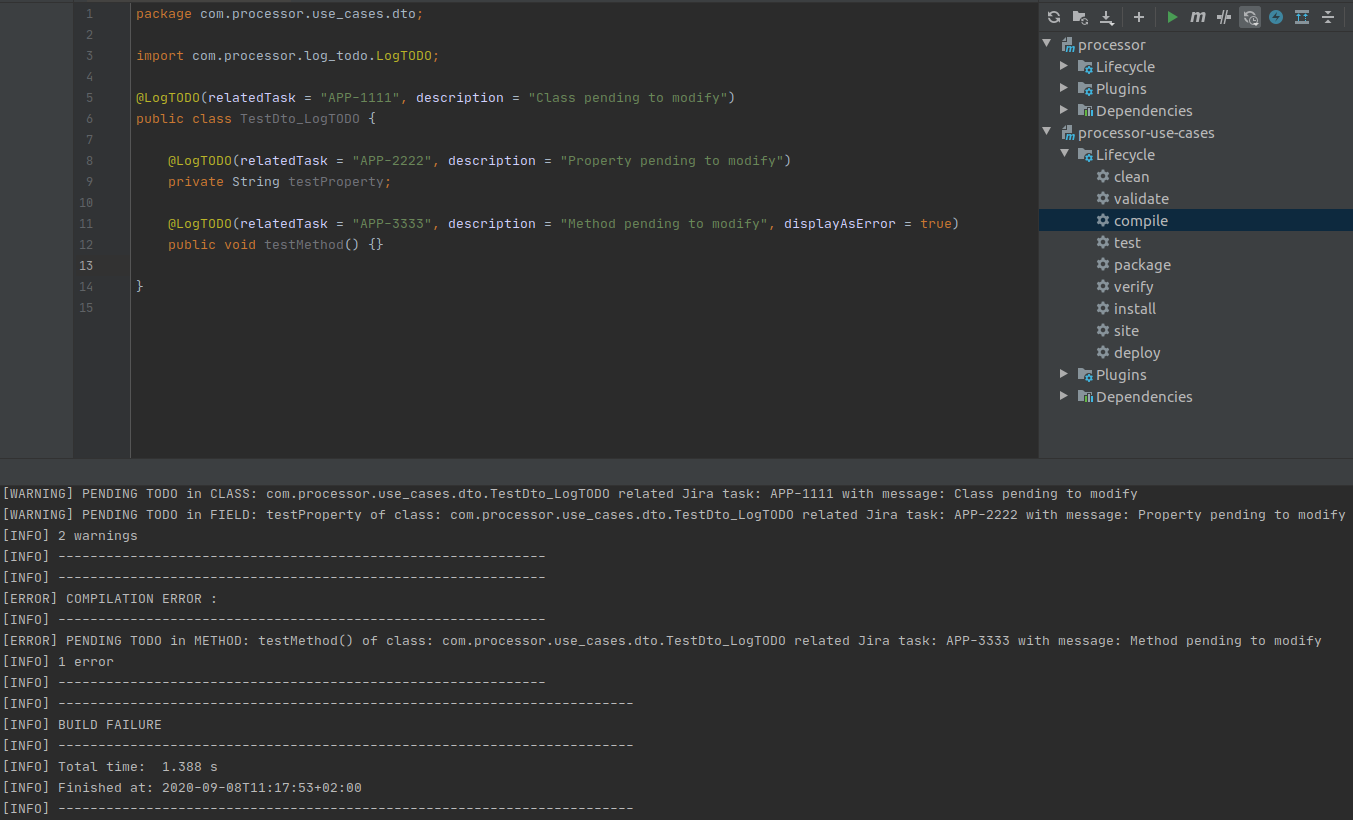 1 package com.processor.use_cases.dto;
2
3 import com.processor.log_todo.LogTODO;
4
5 @LogTODO(relatedTask = "APP-1111", description = "Class pending to modify")
6 public class TestDto_LogTODO {
7
8 @LogTODO(relatedTask = "APP-2222", description = "Property pending to modify")
9 private String testProperty;
10
11 @LogTODO(relatedTask = "APP-3333", description = "Method pending to modify", displayAsError = true)
12 public void testMethod() {}
13
14 }
15
m
processor
Lifecycle
Plugins
Dependencies
processor-use-cases
Lifecycle
clean
validate
compile
test
package
verify
install
site
deploy
Plugins
Dependencies
[WARNING] PENDING TODO in CLASS: com.processor.use_cases.dto.TestDto_LogTODO related Jira task: APP-1111 with message: Class pending to modify
[WARNING] PENDING TODO in FIELD: testProperty of class: com.processor.use_cases.dto.TestDto_LogTODO related Jira task: APP-2222 with message: Property pending to modify
[INFO] 2 warnings
[INFO] -------------------------------------------------------------
[INFO] -------------------------------------------------------------
[ERROR] COMPILATION ERROR :
[INFO] -------------------------------------------------------------
[ERROR] PENDING TODO in METHOD: testMethod() of class: com.processor.use_cases.dto.TestDto_LogTODO related Jira task: APP-3333 with message: Method pending to modify
[INFO] 1 error
[INFO] -------------------------------------------------------------
[INFO] ------------------------------------------------------------------------
[INFO] BUILD FAILURE
[INFO] ------------------------------------------------------------------------
[INFO] Total time:  1.388 s
[INFO] Finished at: 2020-09-08T11:17:53+02:00
[INFO] ------------------------------------------------------------------------